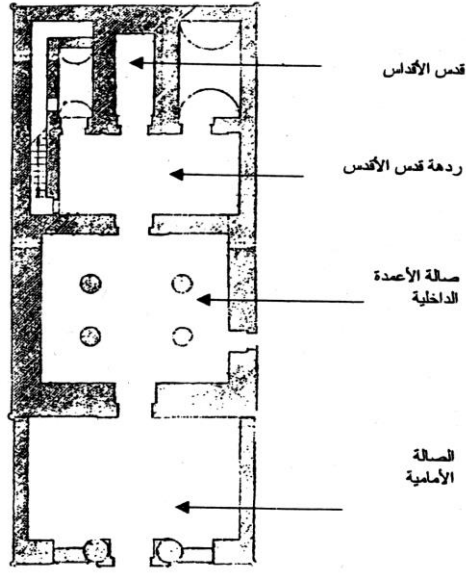 قدس الأقداس
ردهة قدس الأقدس
صالة الأعمدة
الداخلية
الصالة
الأمامية